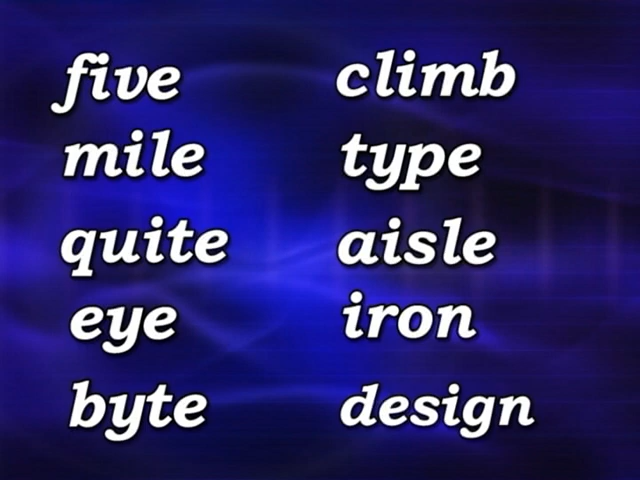 five climb
mile type
quite aisle
eye iron
byte design